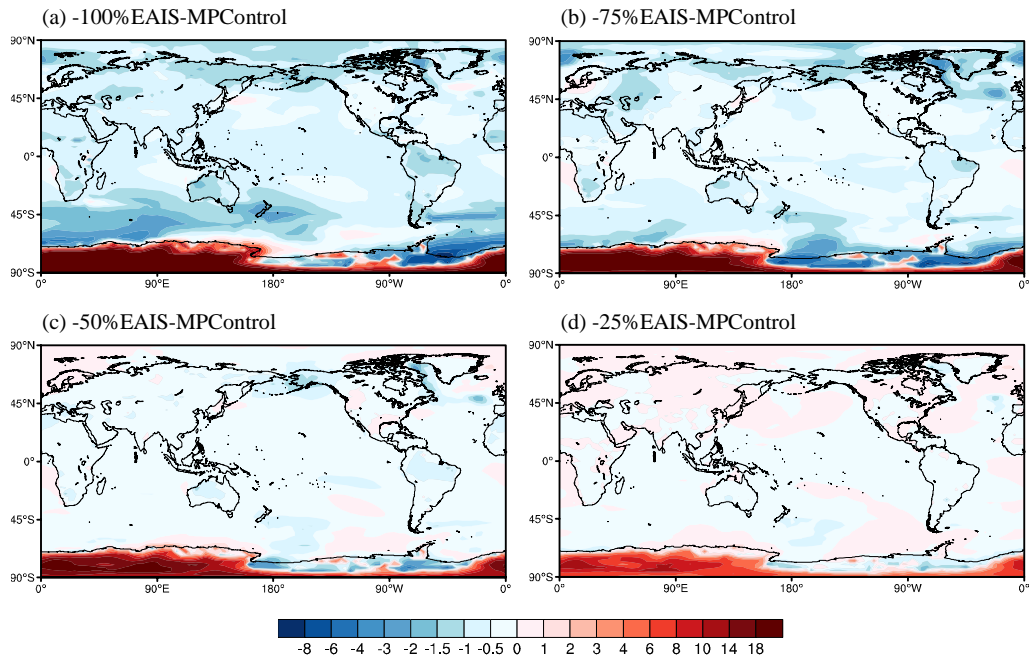 (a) -100%EAIS-MPControl
(b) -75%EAIS-MPControl
90°N 90°N
45°N 45°N
0° 0°
45°S 45°S
90°S 90°S
0° 90°E 180° 90°W 0° 0° 90°E 180° 90°W 0°
(c) -50%EAIS-MPControl
(d) -25%EAIS-MPControl
90°N 90°N
45°N 45°N
0° 0°
45°S 45°S
90°S 90°S
0° 90°E 180° 90°W 0° 0° 90°E 180° 90°W 0°
-8 -6 -4 -3 -2 -1.5 -1 -0.5 0 1 2 3 4 6 8 10 14 18